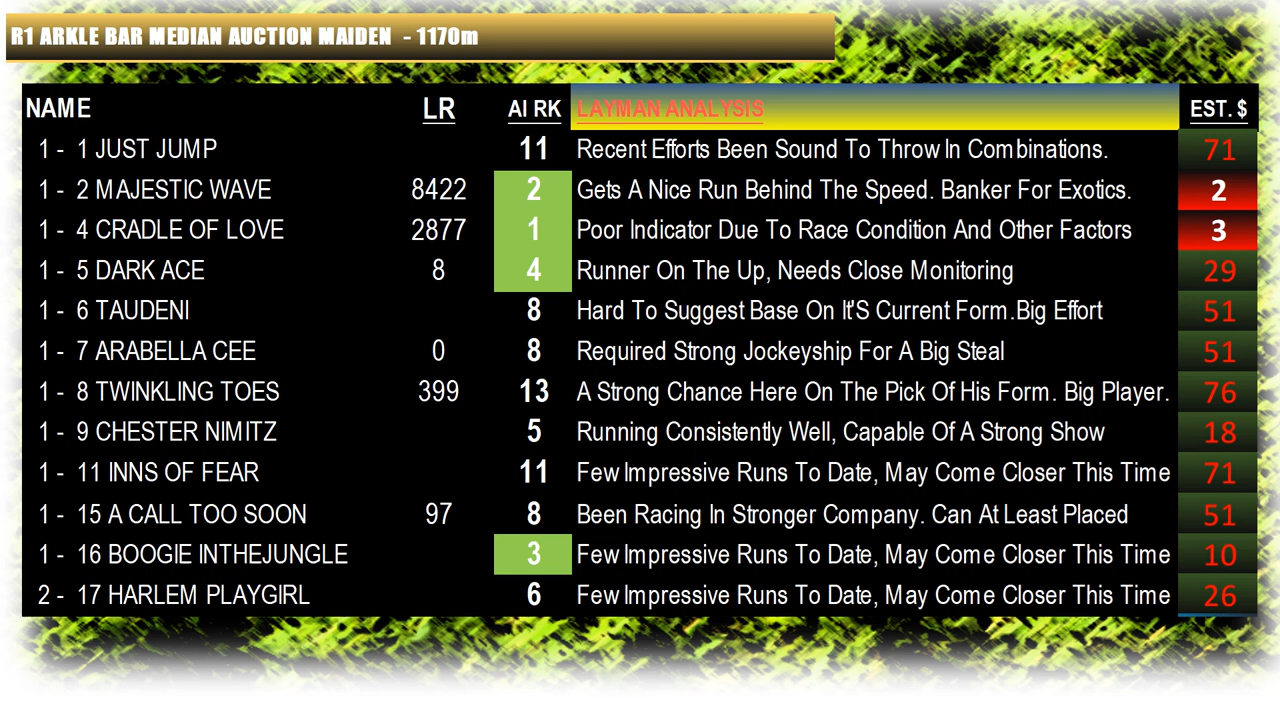 R1 ARKLE BAR MEDIAN AUCTION MAIDEN - 1170m
NAME LR AI RK LAYMAN ANALYSIS EST. $
1 - 1 JUST JUMP 11 Recent Efforts Been Sound To Throw In Combinations. 71
1 - 2 MAJESTIC WAVE 8422 2 Gets A Nice Run Behind The Speed. Banker For Exotics. 2
1 - 4 CRADLE OF LOVE 2877 1 Poor Indicator Due To Race Condition And Other Factors 3
1 - 5 DARK ACE 8 4 Runner On The Up, Needs Close Monitoring 29
1 - 6 TAUDENI 8 Hard To Suggest Base On It'S Current Form.Big Effort 51
1 - 7 ARABELLA CEE 0 8 Required Strong Jockeyship For A Big Steal 51
1 - 8 TWINKLING TOES 399 13 A Strong Chance Here On The Pick Of His Form. Big Player. 76
1 - 9 CHESTER NIMITZ 5 Running Consistently Well, Capable Of A Strong Show 18
1 - 11 INNS OF FEAR 11 Few Impressive Runs To Date, May Come Closer This Time 71
1 - 15 A CALL TOO SOON 97 8 Been Racing In Stronger Company. Can At Least Placed 51
1 - 16 BOOGIE INTHEJUNGLE 3 Few Impressive Runs To Date, May Come Closer This Time 10
2 - 17 HARLEM PLAYGIRL 6 Few Impressive Runs To Date, May Come Closer This Time 26